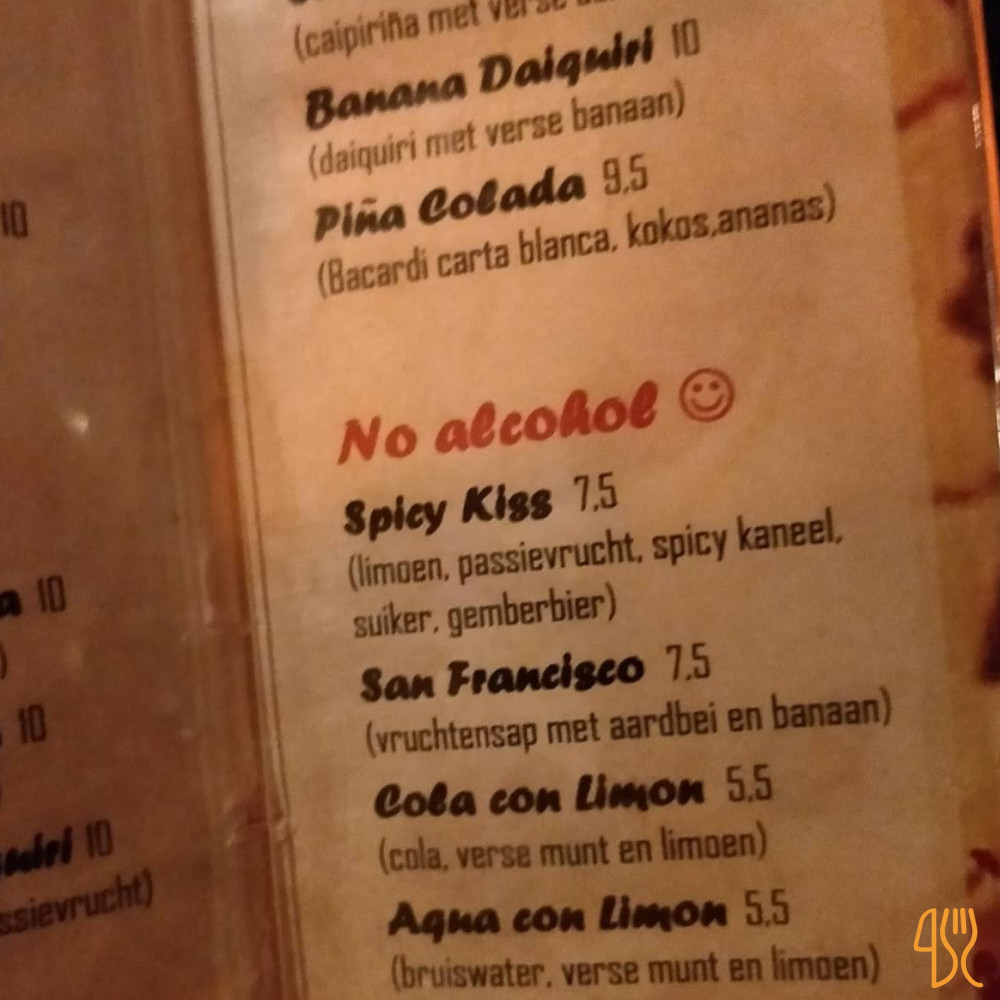 (caipiriña met
Banana Daiquiri 10
(daiquiri met verse banaan)
Piña Colada 9,5
(Bacardi carta blanca, kokos,ananas)
No alcohol ☺
Spicy Kiss 7,5
(limoen, passievrucht, spicy kaneel,
suiker, gemberbier)
San Francisco 7,5
(vruchtensap met aardbei en banaan)
Cola con Limon 5,5
(cola, verse munt en limoen)
Aqua con Limon 5,5
(bruiswater, verse munt en limoen)
10
10
10
10